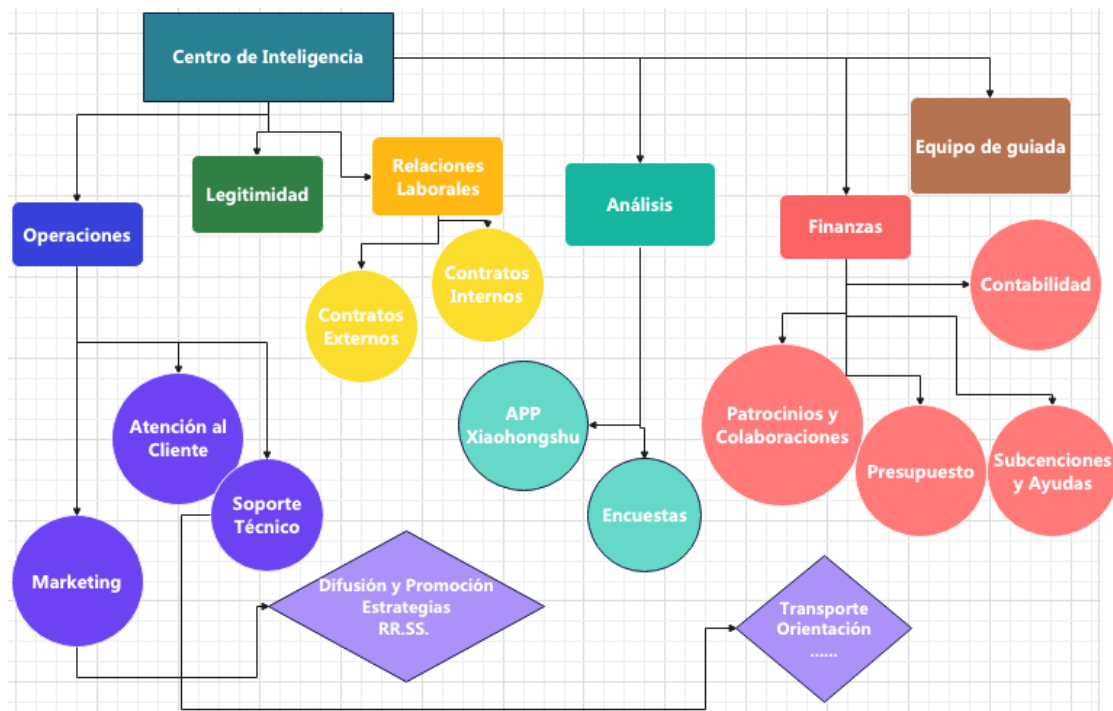 Centro de Inteligencia
Equipo de guiada
Relaciones
Laborales
Legitimidad
Análisis
Operaciones
Finanzas
Contratos
Internos
Contabilidad
Contratos
Externos
APP
Xiaohongshu
Patrocinios y
Colaboraciones
Atención al
Cliente
Presupuesto
Subcenciones
y Ayudas
Soporte
Técnico
Encuestas
Marketing
Difusión y Promoción
Estrategias
RR.SS.
Transporte
Orientación
......